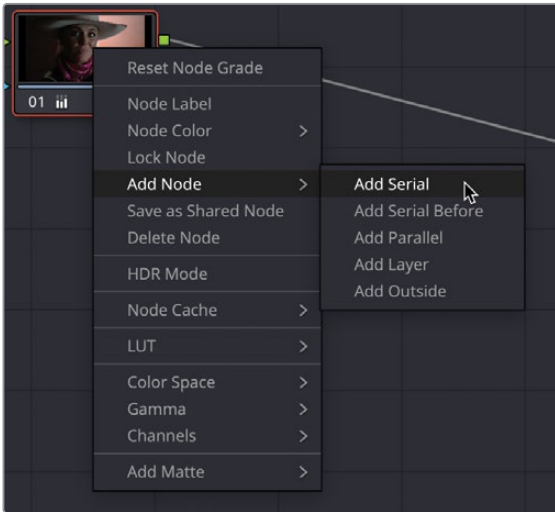 01
Reset Node Grade
Node Label
Node Color
Lock Node
Add Node
Save as Shared Node
Delete Node
HDR Mode
Node Cache
LUT
Color Space
Gamma
Channels
Add Matte
Add Serial
Add Serial Before
Add Parallel
Add Layer
Add Outside